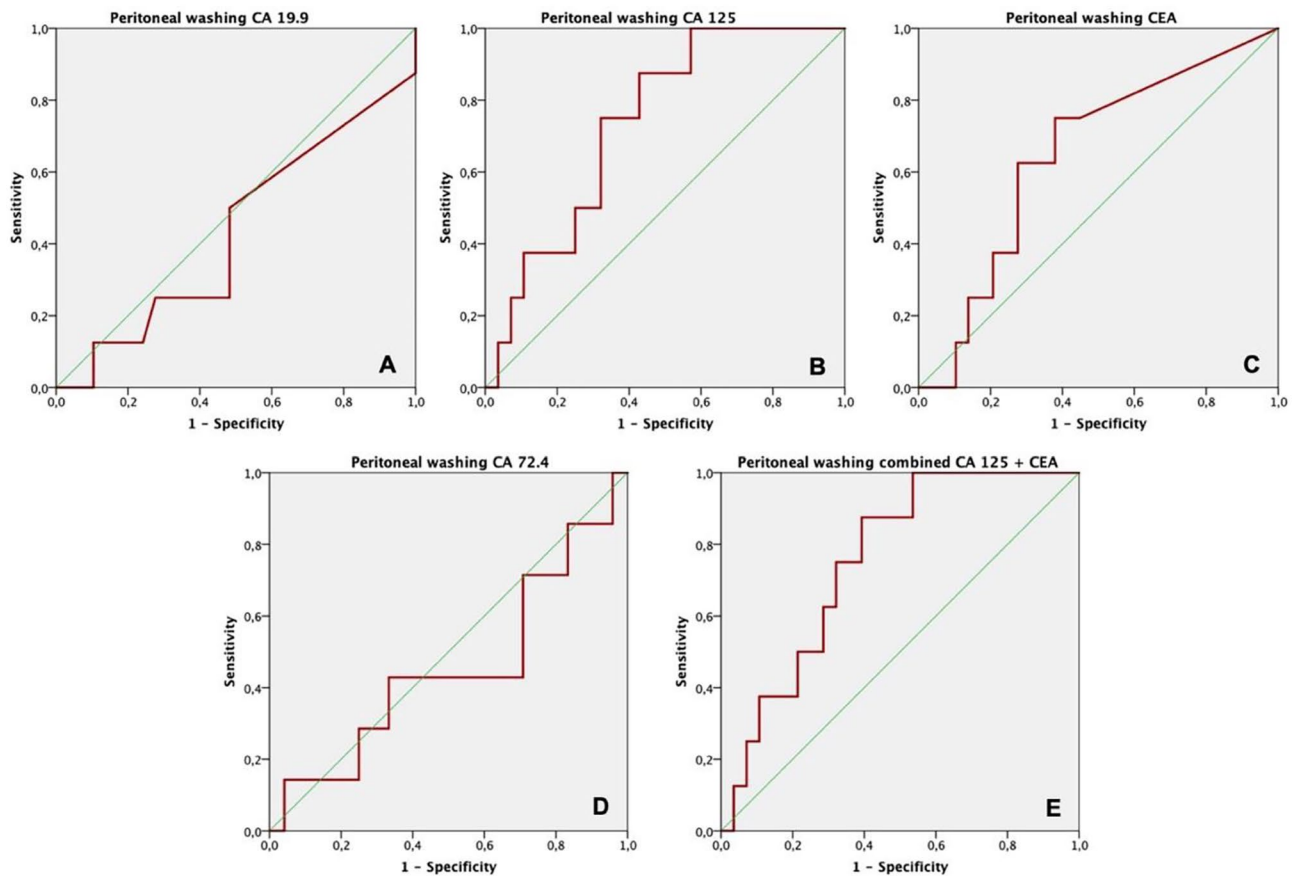 Peritoneal washing CA 19.9
1,0
0,8
0,6
0,4
0,2
0,0
Sensitivity
0,0 0,2 0,4 0,6 0,8 1,0
1 - Specificity
A
Peritoneal washing CA 125
1,0
0,8
0,6
0,4
0,2
0,0
Sensitivity
0,0 0,2 0,4 0,6 0,8 1,0
1 - Specificity
B
Peritoneal washing CEA
1,0
0,8
0,6
0,4
0,2
0,0
Sensitivity
0,0 0,2 0,4 0,6 0,8 1,0
1 - Specificity
C
Peritoneal washing CA 72.4
1,0
0,8
0,6
0,4
0,2
0,0
Sensitivity
0,0 0,2 0,4 0,6 0,8 1,0
1 - Specificity
D
Peritoneal washing combined CA 125 + CEA
1,0
0,8
0,6
0,4
0,2
0,0
Sensitivity
0,0 0,2 0,4 0,6 0,8 1,0
1 - Specificity
E